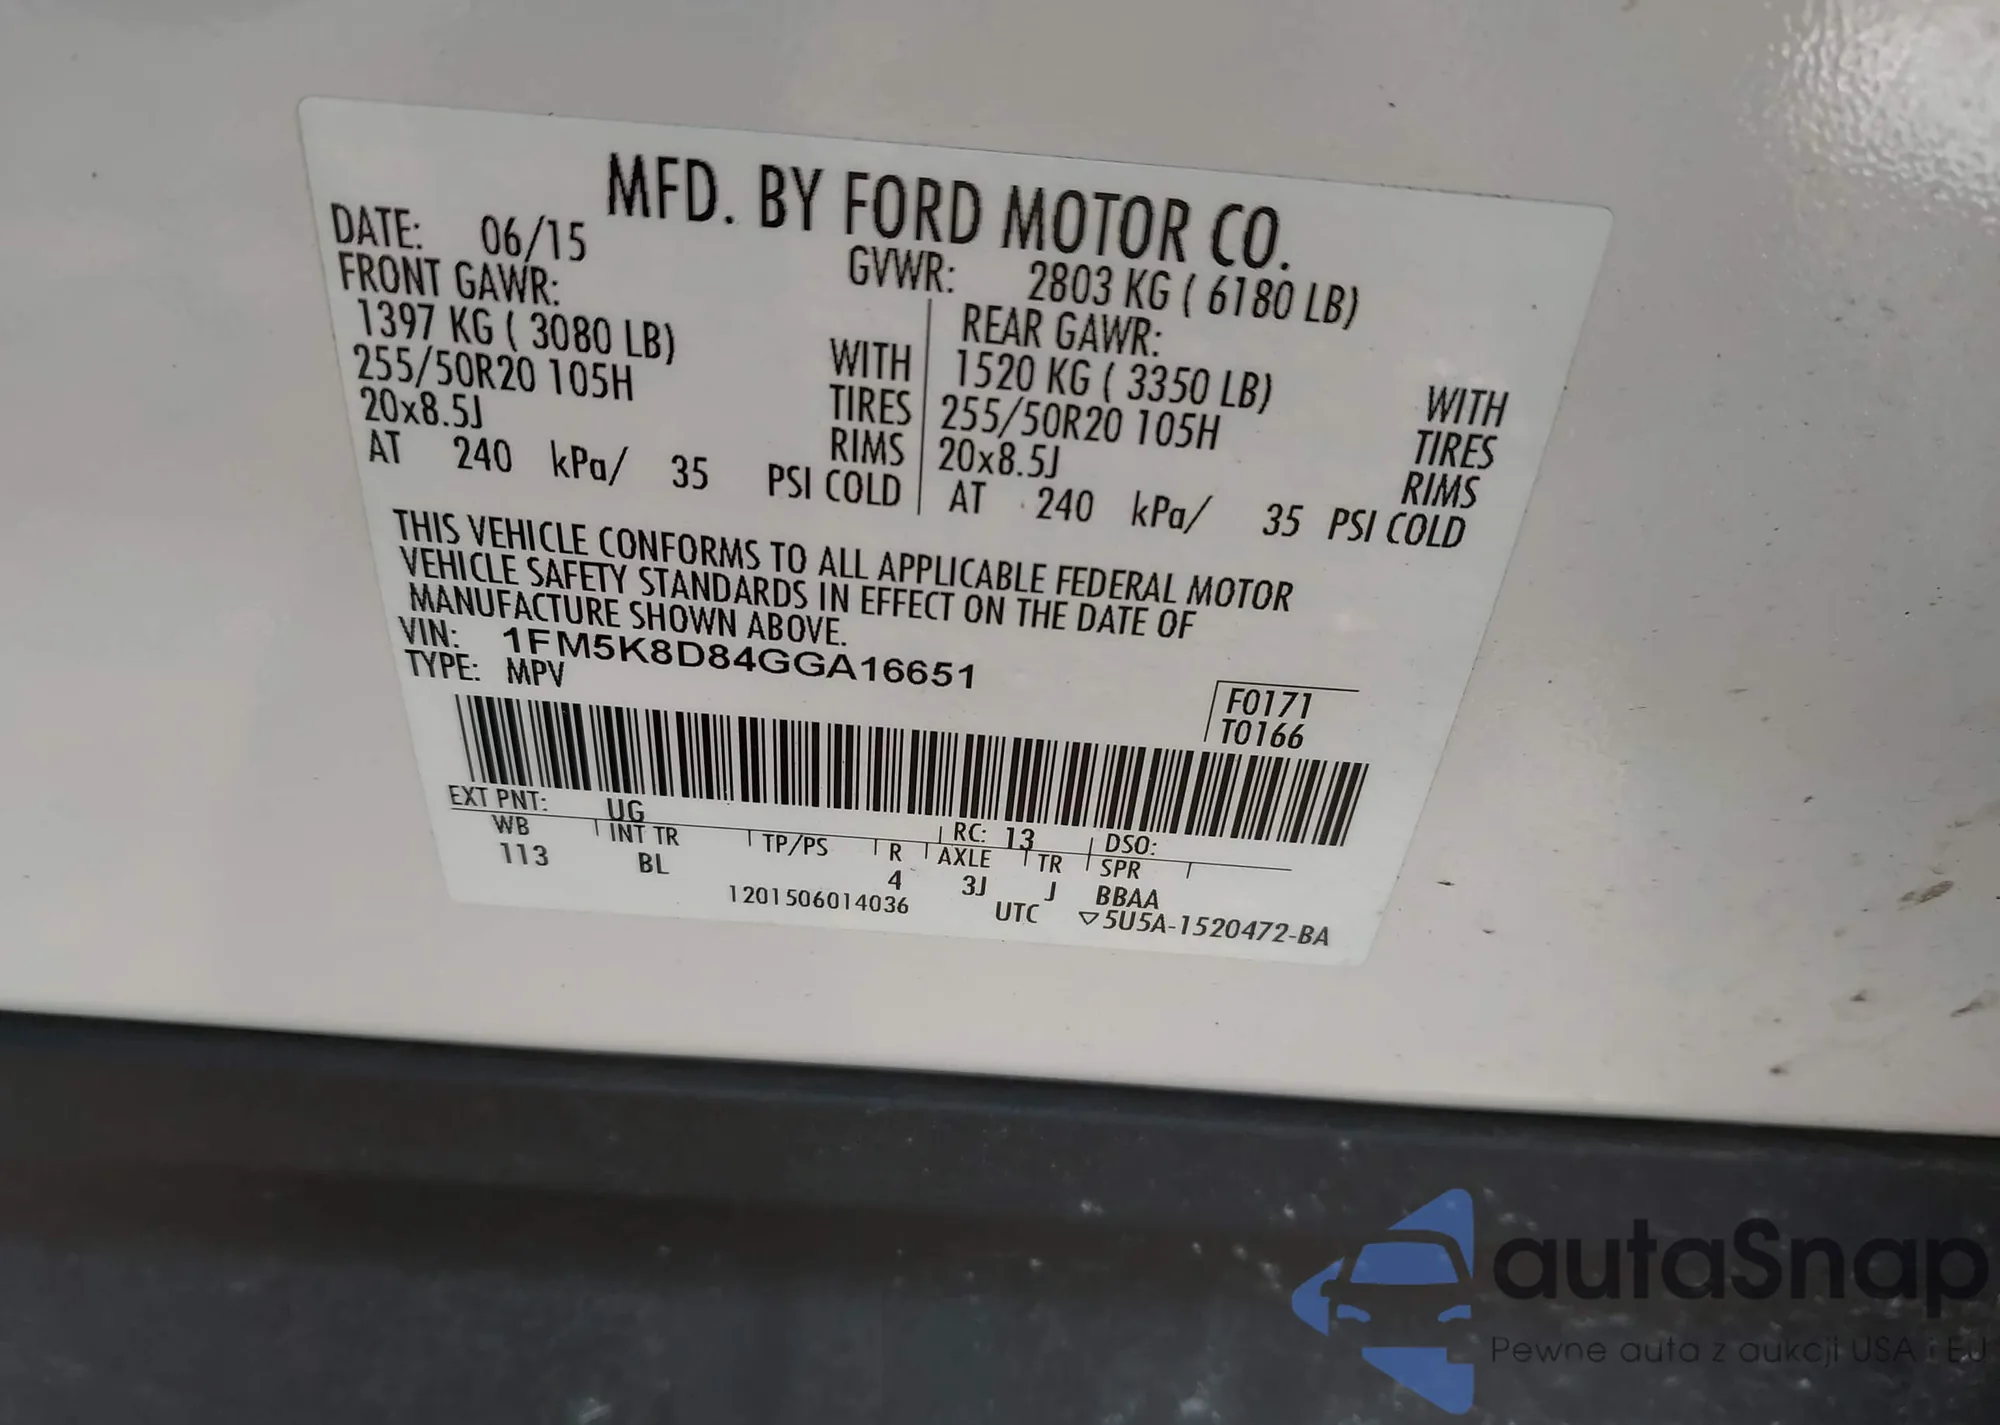 MFD. BY FORD MOTOR CO.
DATE: 06/15 GVWR: 2803 KG ( 6180 LB)
FRONT GAWR: REAR GAWR:
1397 KG ( 3080 LB) WITH 1520 KG ( 3350 LB) WITH
255/50R20 105H TIRES 255/50R20 105H TIRES
20x8.5J RIMS 20x8.5J RIMS
AT 240 kPa/ 35 PSI COLD AT 240 kPa/ 35 PSI COLD
THIS VEHICLE CONFORMS TO ALL APPLICABLE FEDERAL MOTOR
VEHICLE SAFETY STANDARDS IN EFFECT ON THE DATE OF
MANUFACTURE SHOWN ABOVE.
VIN: 1FM5K8D84GGA16651
TYPE: MPV
F0171
T0166
EXT PNT: UG RC: 13 DSO:
WB INT TR TP/PS R AXLE TR SPR
113 BL 4 3J J BBAA
1201506014036 UTC ▽5U5A-1520472-BA
autaSnap
Pewne auta z aukcji USA i EU